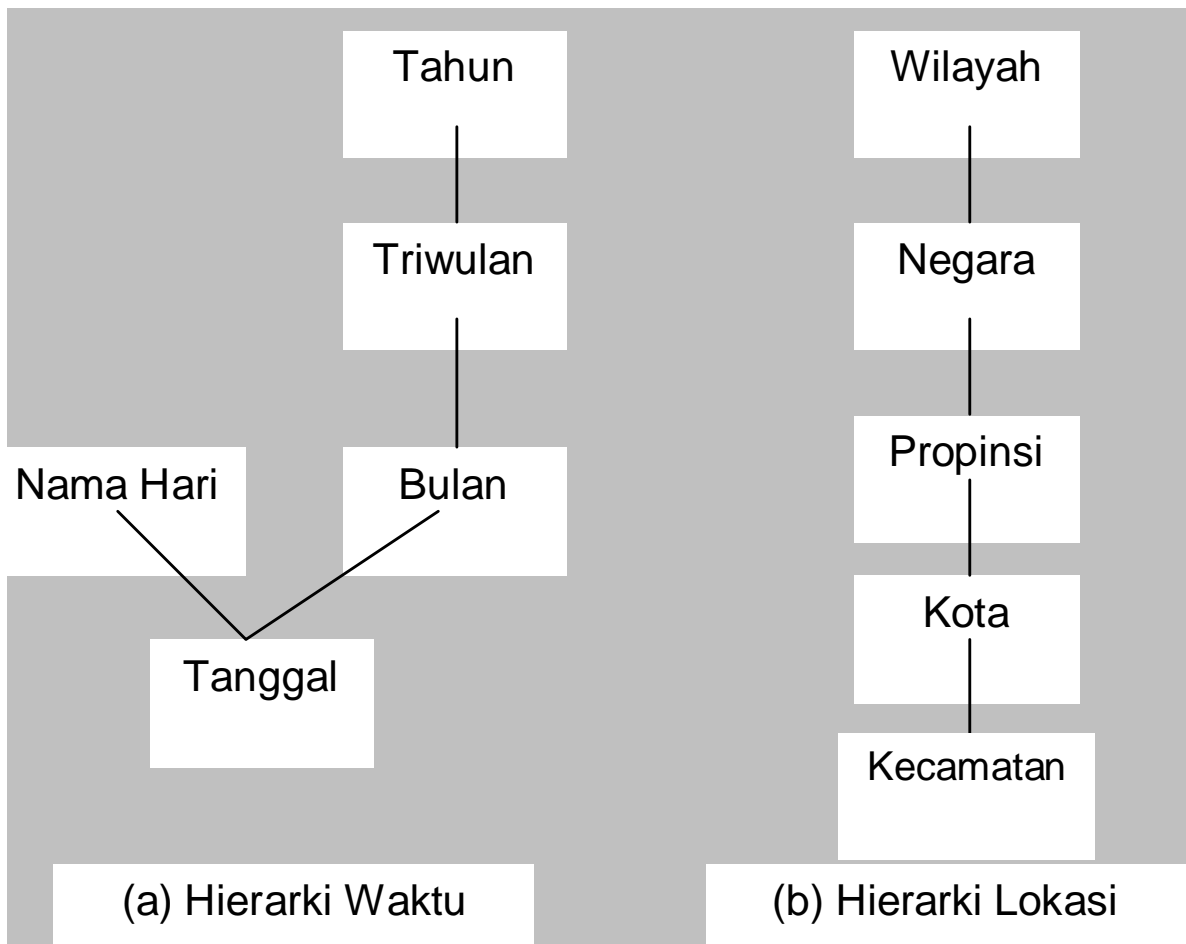 Tahun
Triwulan
Nama Hari
Bulan
Tanggal
(a) Hierarki Waktu
Wilayah
Negara
Propinsi
Kota
Kecamatan
(b) Hierarki Lokasi